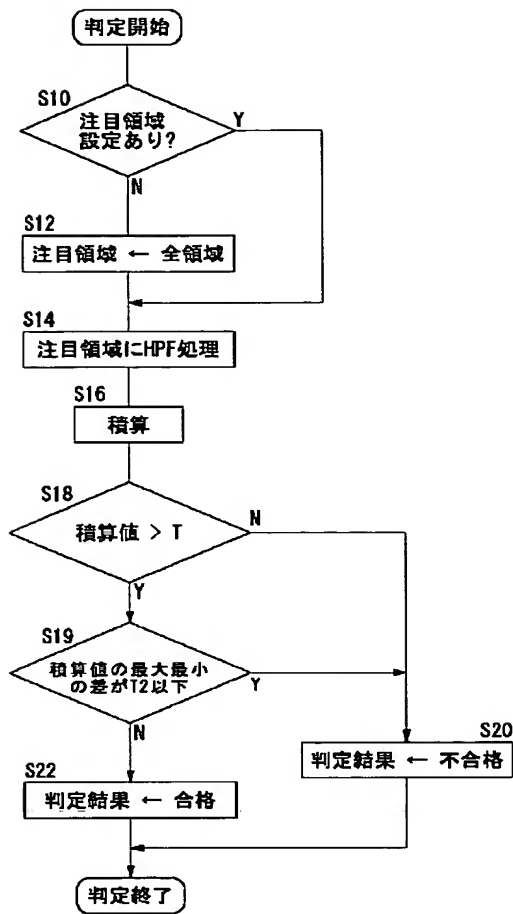 判定開始
S10
注目領域
設定あり?
Y
N
S12
注目領域 ← 全領域
S14
注目領域にHPF処理
S16
積算
S18
積算値 > T
N
Y
S19
積算値の最大最小
の差がT2以下
Y
N
S20
判定結果 ← 不合格
S22
判定結果 ← 合格
判定終了